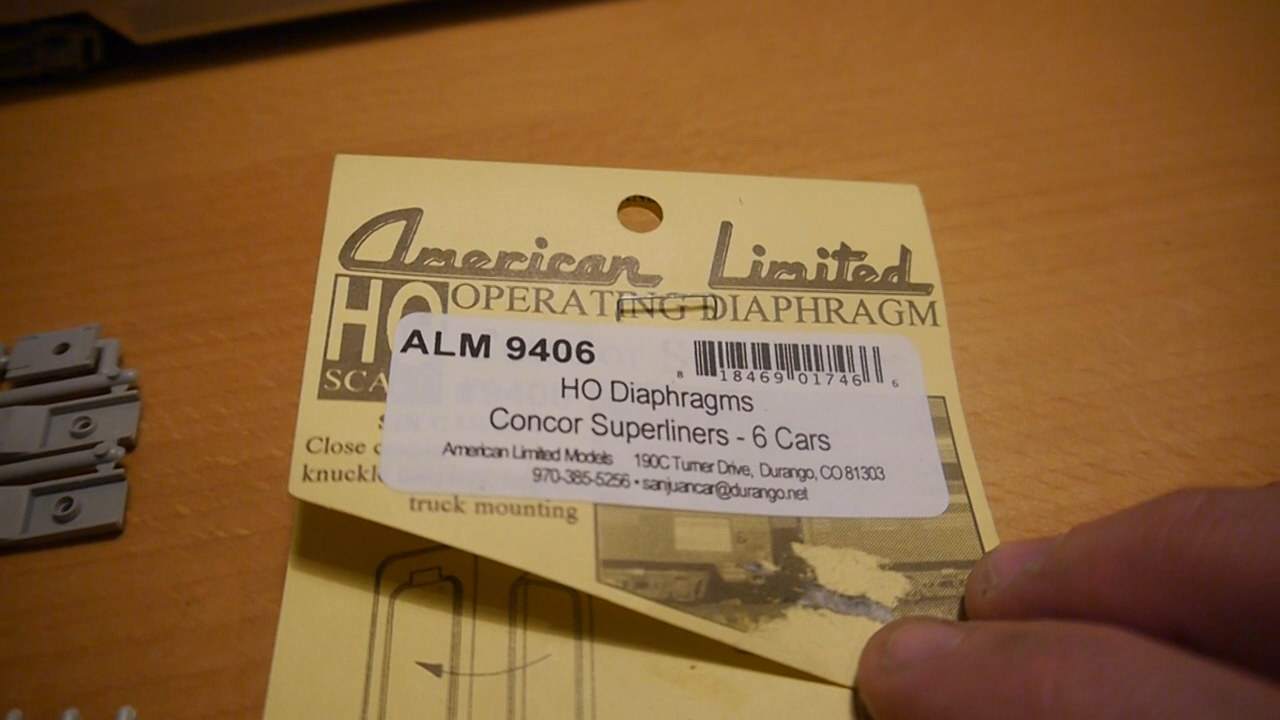 American Limited
HO OPERATING DIAPHRAGM
SCA
ALM 9406
8 18469 01746 6
HO Diaphragms
Concor Superliners - 6 Cars
American Limited Models 190C Turner Drive, Durango, CO 81303
970-385-5256 • sanjuancar@durango.net
Close
knuckle
truck mounting